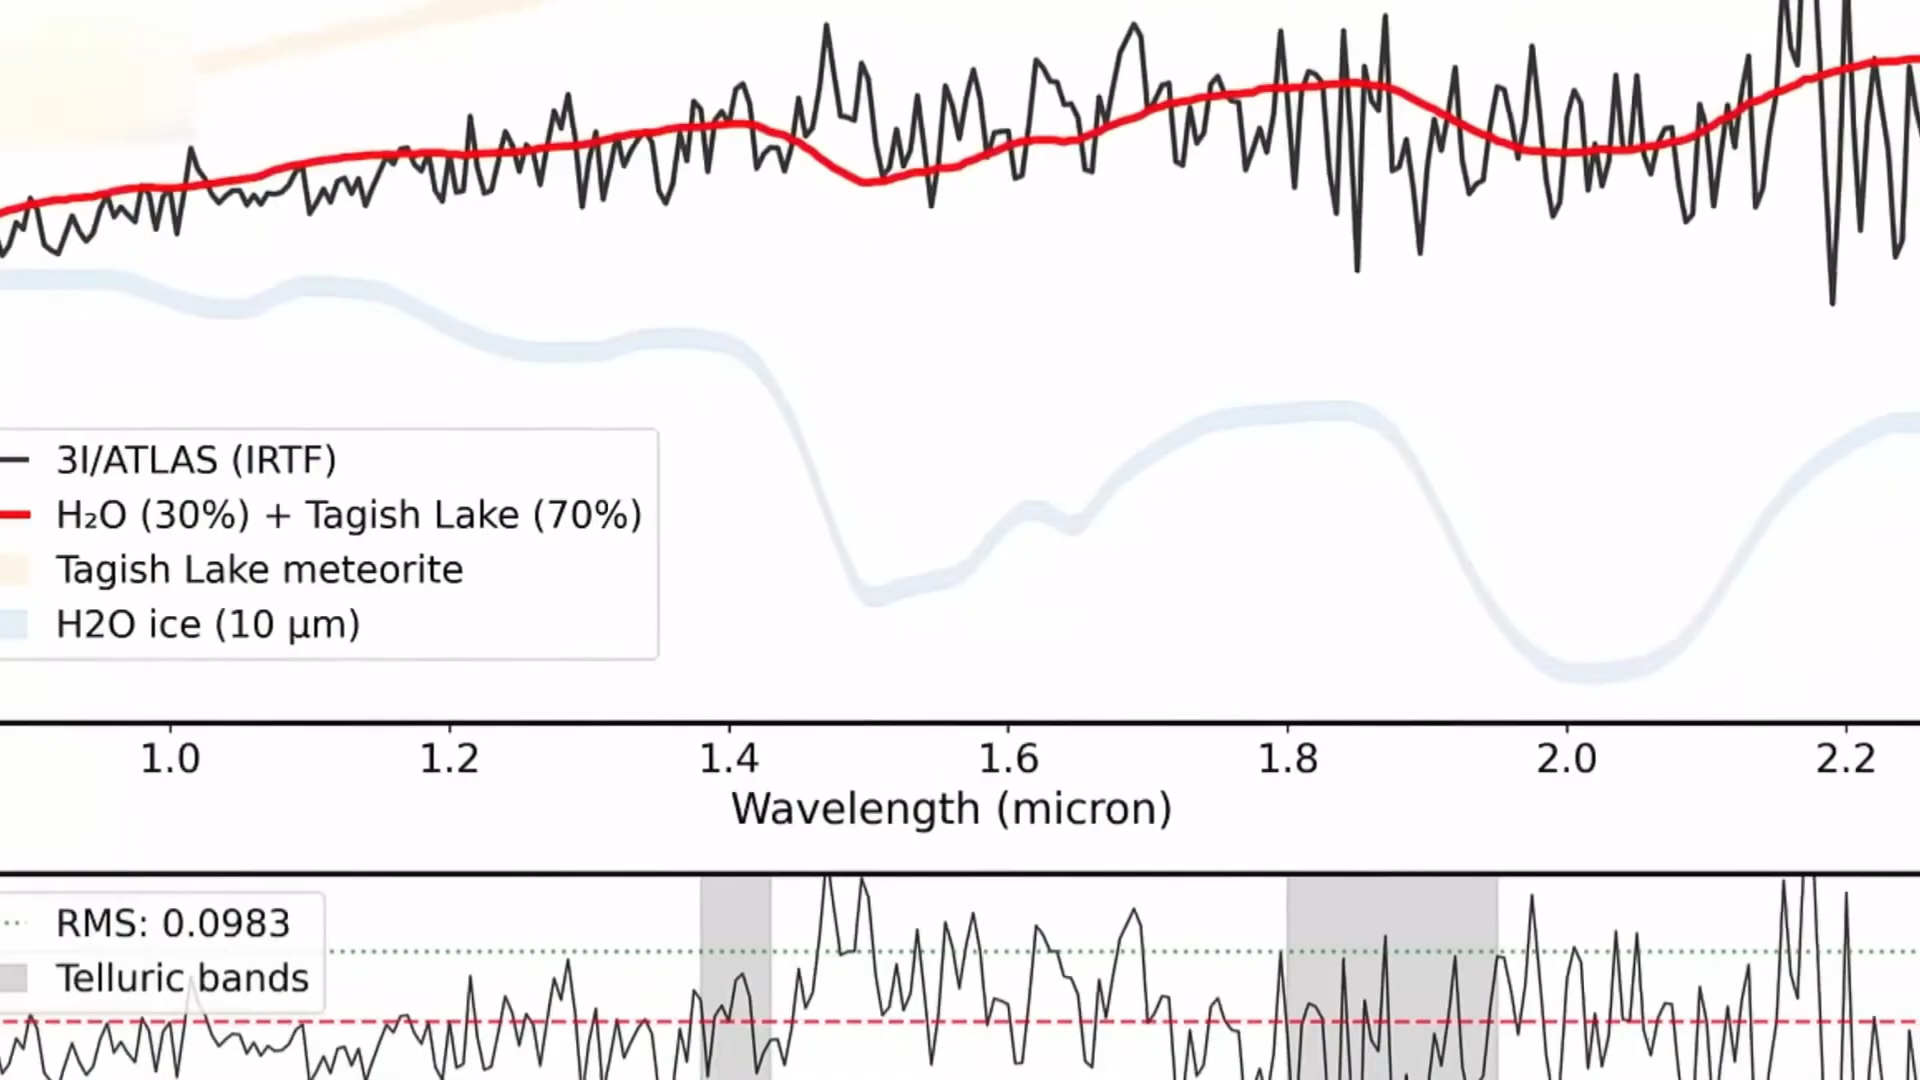 3I/ATLAS (IRTF)
H₂O (30%) + Tagish Lake (70%)
Tagish Lake meteorite
H2O ice (10 μm)
1.0 1.2 1.4 1.6 1.8 2.0 2.2
Wavelength (micron)
RMS: 0.0983
Telluric bands